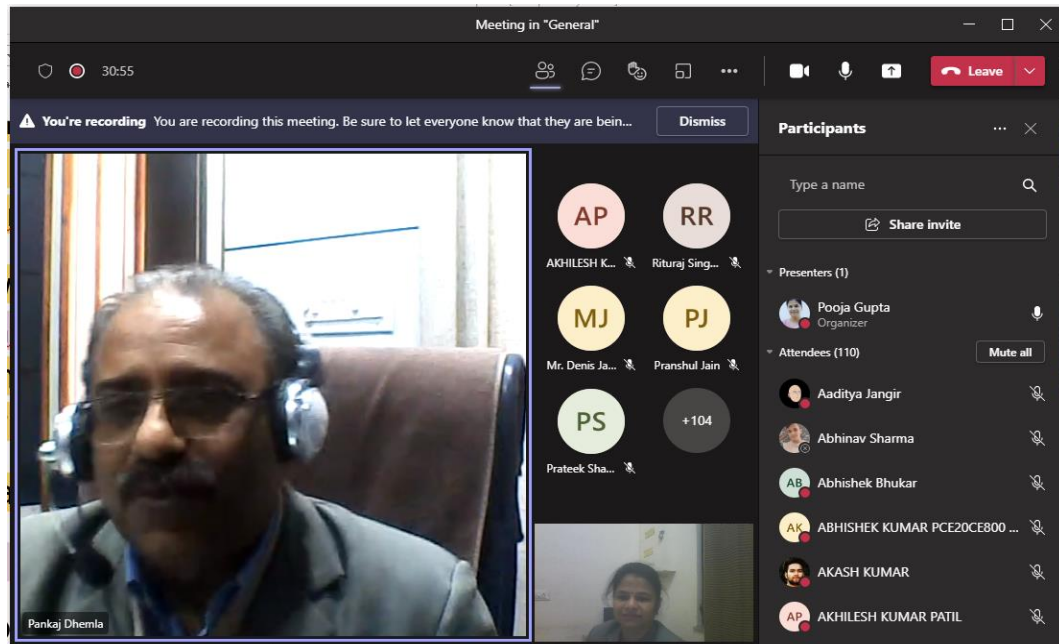 Meeting in "General"
30:55
Leave
You're recording You are recording this meeting. Be sure to let everyone know that they are bein...
Dismiss
AP
RR
AKHILESH K...
Rituraj Sing...
MJ
PJ
Mr. Denis Ja...
Pranshul Jain
PS
+104
Prateek Sha...
Pankaj Dhemla
Participants
Type a name
Share invite
Presenters (1)
Pooja Gupta
Organizer
Attendees (110)
Mute all
Aaditya Jangir
Abhinav Sharma
AB
Abhishek Bhukar
AK
ABHISHEK KUMAR PCE20CE800 ...
AKASH KUMAR
AP
AKHILESH KUMAR PATIL